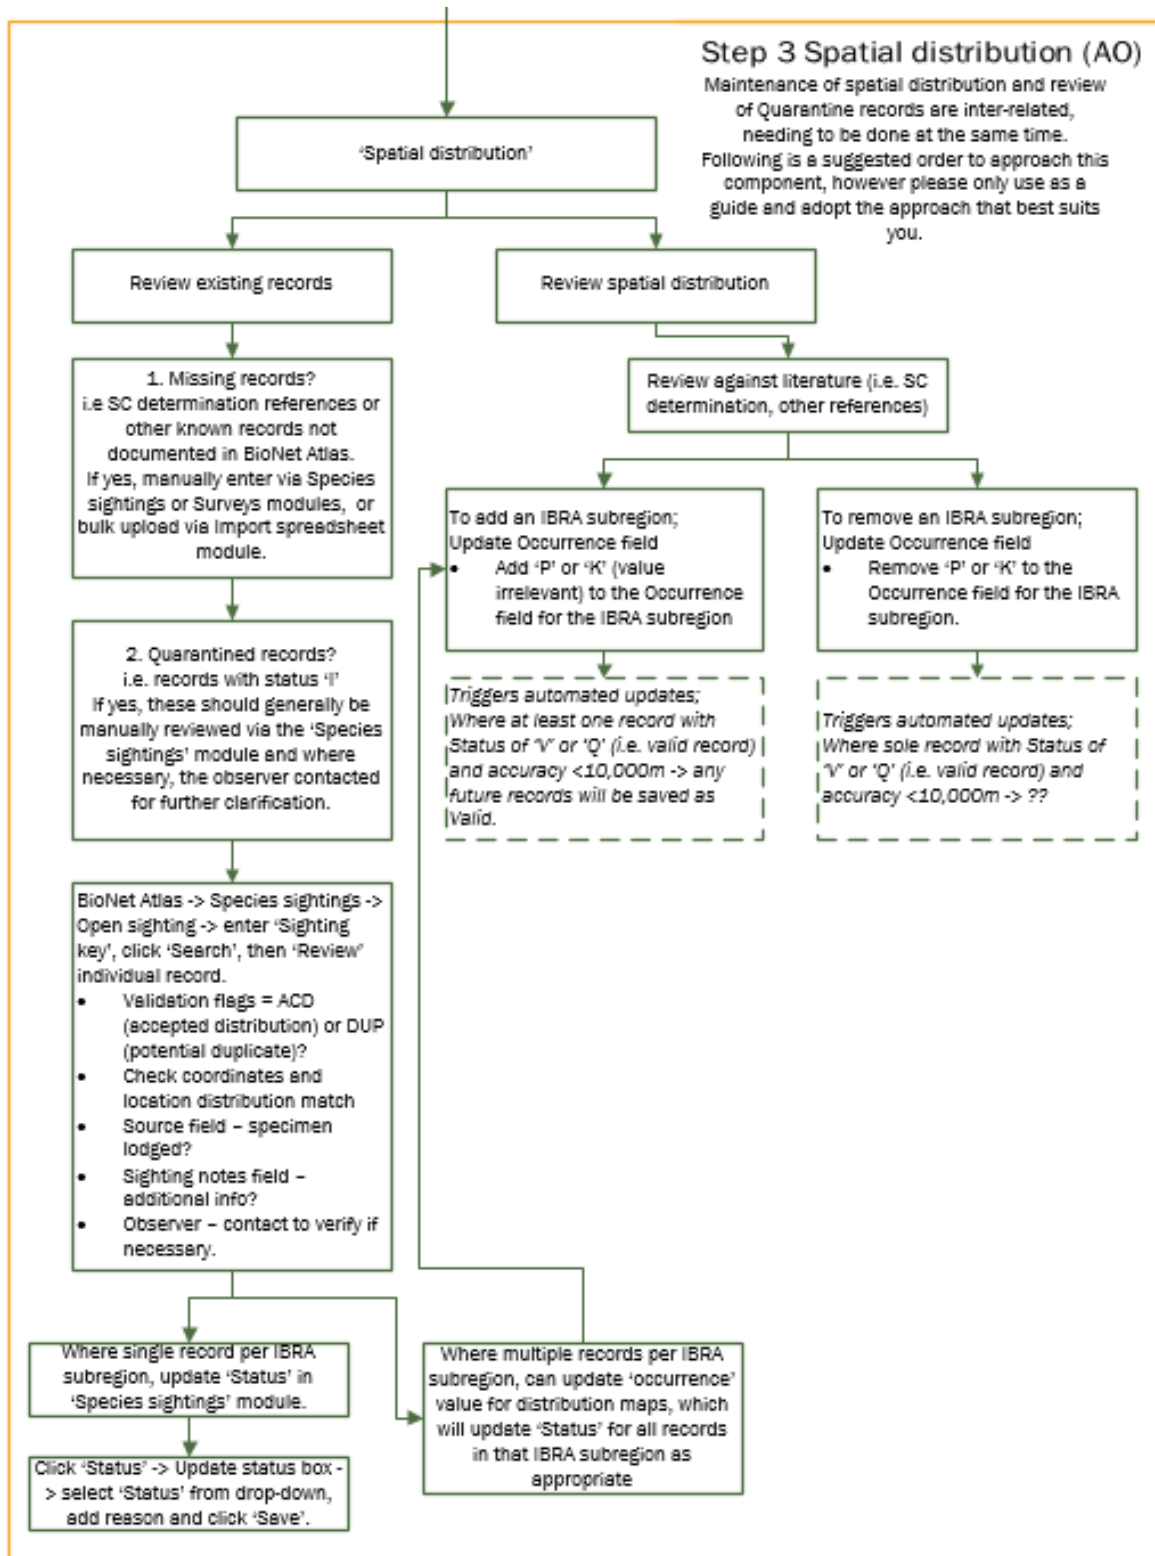 Step 3 Spatial distribution (AO)
Maintenance of spatial distribution and review
of Quarantine records are inter-related,
needing to be done at the same time.
Following is a suggested order to approach this
component, however please only use as a
guide and adopt the approach that best suits
you.
‘Spatial distribution’
Review existing records
Review spatial distribution
1. Missing records?
i.e SC determination references or
other known records not
documented in BioNet Atlas.
If yes, manually enter via Species
sightings or Surveys modules, or
bulk upload via Import spreadsheet
module.
Review against literature (i.e. SC
determination, other references)
To add an IBRA subregion;
Update Occurrence field
• Add ‘P’ or ‘K’ (value
irrelevant) to the Occurrence
field for the IBRA subregion
To remove an IBRA subregion;
Update Occurrence field
• Remove ‘P’ or ‘K’ to the
Occurrence field for the IBRA
subregion.
2. Quarantined records?
i.e. records with status ‘I’
If yes, these should generally be
manually reviewed via the ‘Species
sightings’ module and where
necessary, the observer contacted
for further clarification.
Triggers automated updates;
Where at least one record with
Status of ‘V’ or ‘Q’ (i.e. valid record)
and accuracy <10,000m -> any
future records will be saved as
Valid.
Triggers automated updates;
Where sole record with Status of
‘V’ or ‘Q’ (i.e. valid record) and
accuracy <10,000m -> ??
BioNet Atlas -> Species sightings ->
Open sighting -> enter ‘Sighting
key’, click ‘Search’, then ‘Review’
individual record.
• Validation flags = ACD
(accepted distribution) or DUP
(potential duplicate)?
• Check coordinates and
location distribution match
• Source field – specimen
lodged?
• Sighting notes field –
additional info?
• Observer – contact to verify if
necessary.
Where single record per IBRA
subregion, update ‘Status’ in
‘Species sightings’ module.
Where multiple records per IBRA
subregion, can update ‘occurrence’
value for distribution maps, which
will update ‘Status’ for all records
in that IBRA subregion as
appropriate
Click ‘Status’ -> Update status box -
> select ‘Status’ from drop-down,
add reason and click ‘Save’.